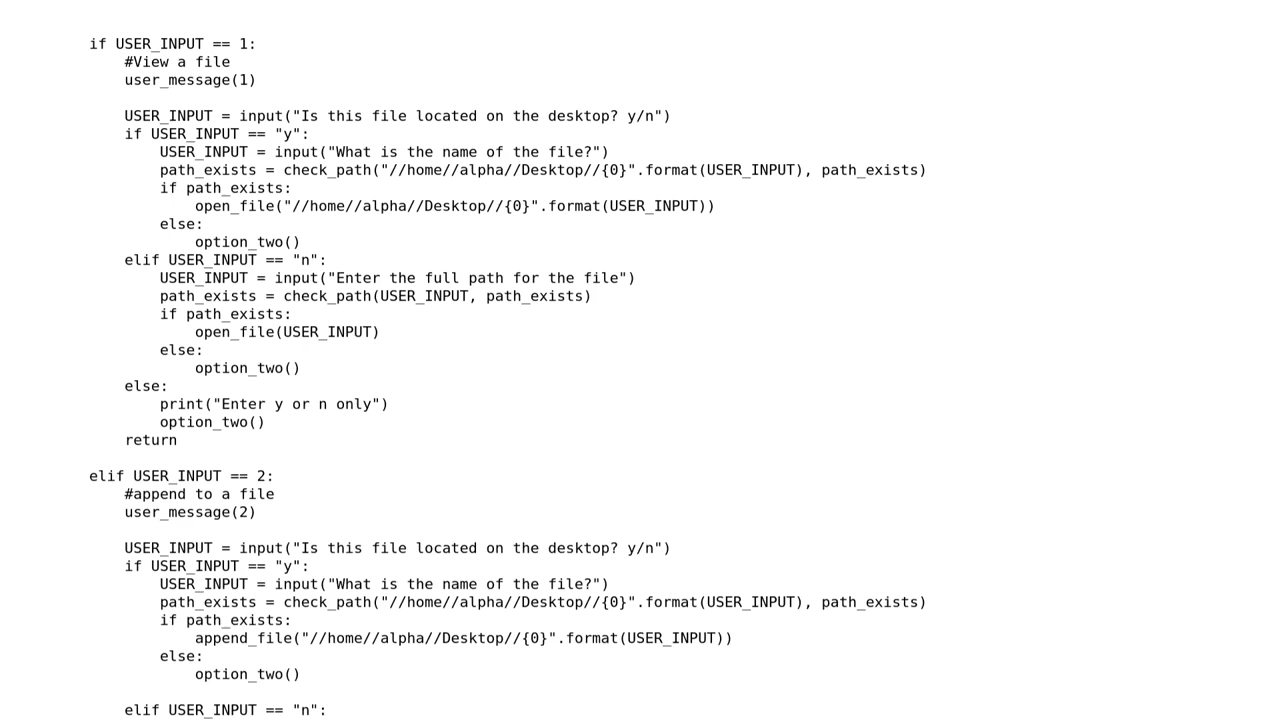 if USER_INPUT == 1:
    #View a file
    user_message(1)

    USER_INPUT = input("Is this file located on the desktop? y/n")
    if USER_INPUT == "y":
        USER_INPUT = input("What is the name of the file?")
        path_exists = check_path("//home//alpha//Desktop//{0}".format(USER_INPUT), path_exists)
        if path_exists:
            open_file("//home//alpha//Desktop//{0}".format(USER_INPUT))
        else:
            option_two()
    elif USER_INPUT == "n":
        USER_INPUT = input("Enter the full path for the file")
        path_exists = check_path(USER_INPUT, path_exists)
        if path_exists:
            open_file(USER_INPUT)
        else:
            option_two()
    else:
        print("Enter y or n only")
        option_two()
    return

elif USER_INPUT == 2:
    #append to a file
    user_message(2)

    USER_INPUT = input("Is this file located on the desktop? y/n")
    if USER_INPUT == "y":
        USER_INPUT = input("What is the name of the file?")
        path_exists = check_path("//home//alpha//Desktop//{0}".format(USER_INPUT), path_exists)
        if path_exists:
            append_file("//home//alpha//Desktop//{0}".format(USER_INPUT))
        else:
            option_two()

    elif USER_INPUT == "n":